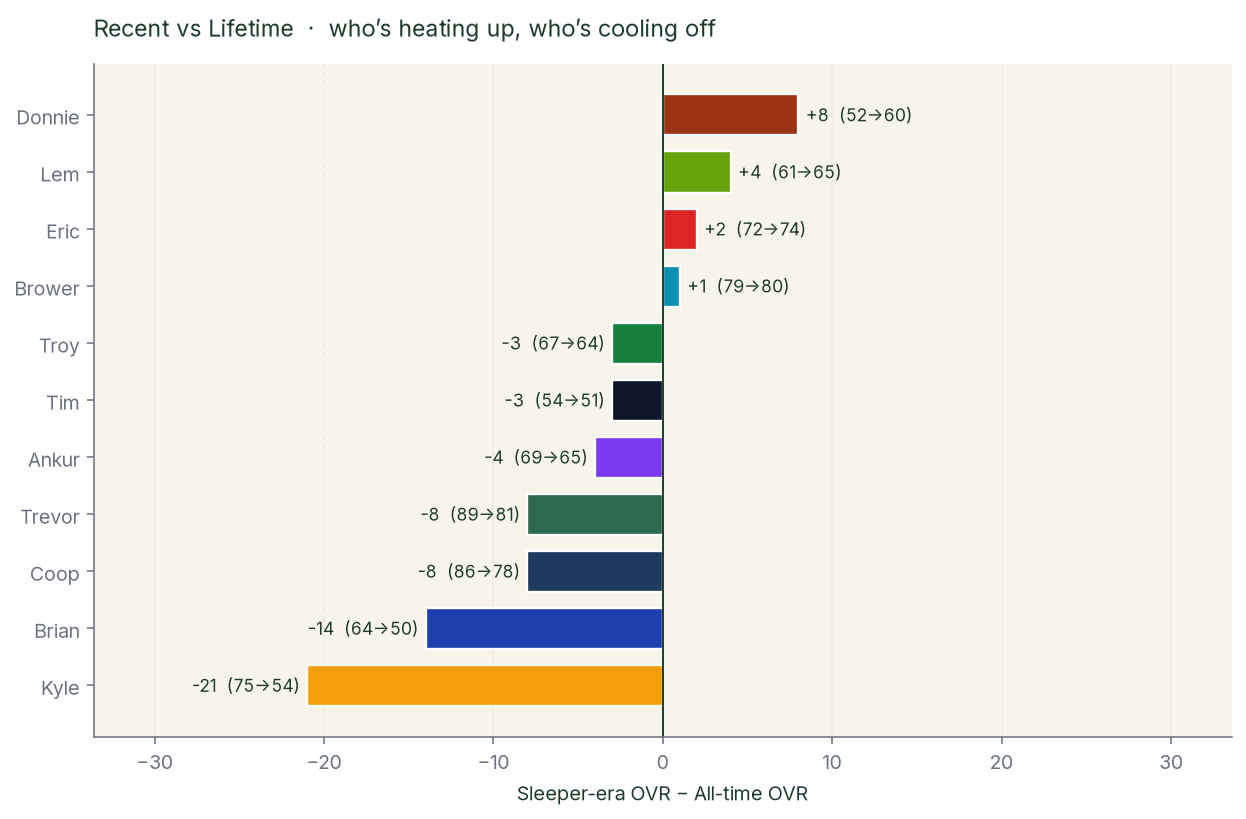 Recent vs Lifetime · who’s heating up, who’s cooling off
Donnie +8 (52→60)
Lem +4 (61→65)
Eric +2 (72→74)
Brower +1 (79→80)
Troy -3 (67→64)
Tim -3 (54→51)
Ankur -4 (69→65)
Trevor -8 (89→81)
Coop -8 (86→78)
Brian -14 (64→50)
Kyle -21 (75→54)
−30 −20 −10 0 10 20 30
Sleeper-era OVR − All-time OVR